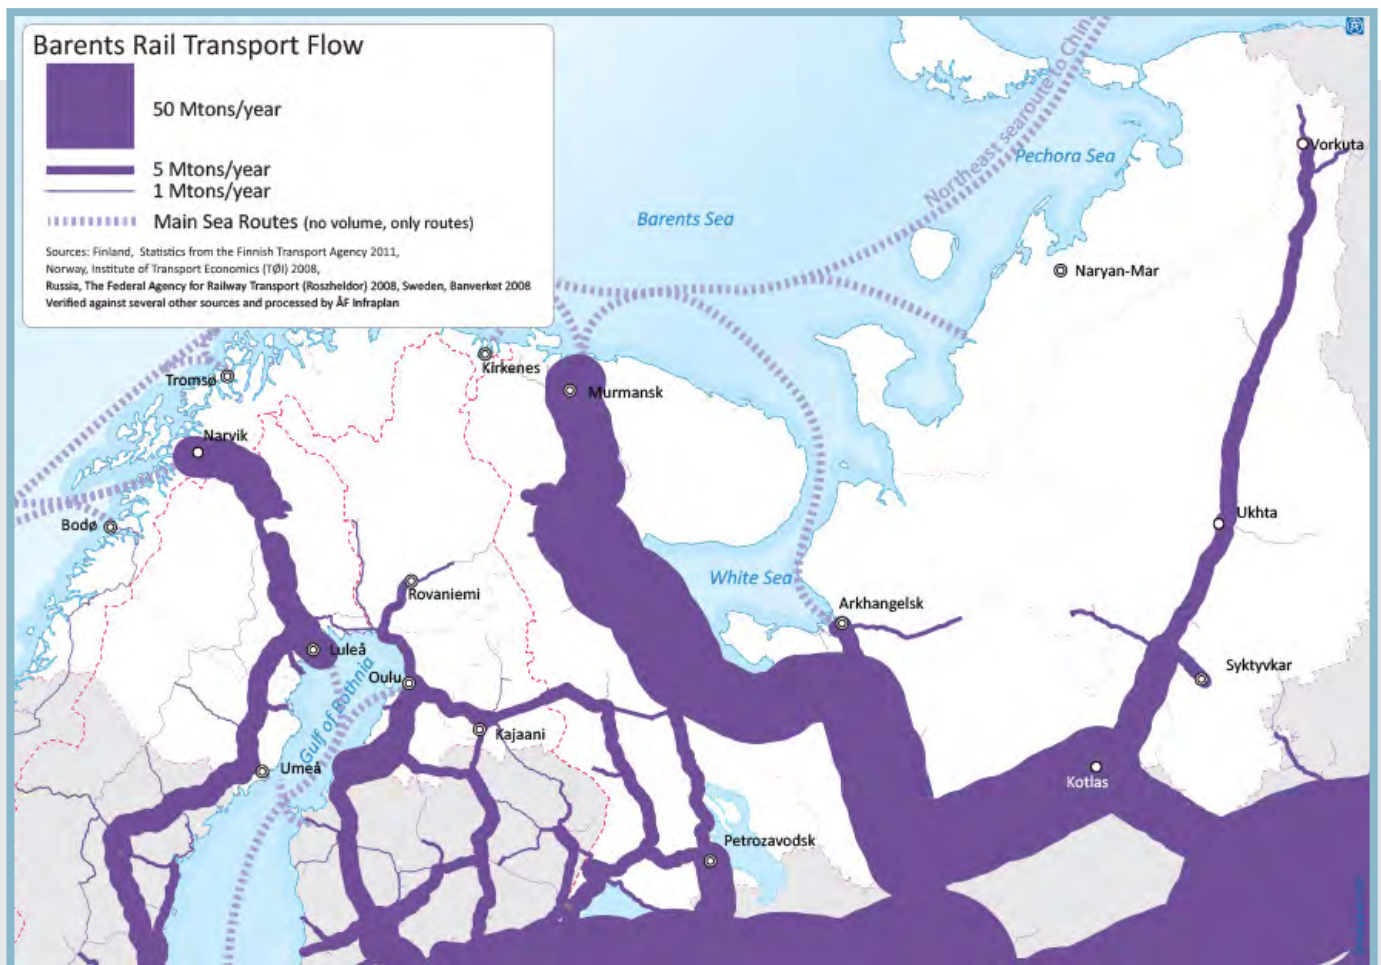 Barents Rail Transport Flow
50 Mtons/year
5 Mtons/year
1 Mtons/year
Main Sea Routes (no volume, only routes)
Sources: Finland, Statistics from the Finnish Transport Agency 2011,
Norway, Institute of Transport Economics (TØI) 2008,
Russia, The Federal Agency for Railway Transport (Roszheldor) 2008, Sweden, Banverket 2008
Verified against several other sources and processed by ÅF Infraplan
Northeast searoute to China
Pechora Sea
Vorkuta
Barents Sea
Naryan-Mar
Kirkenes
Tromsø
Murmansk
Narvik
Bodø
Ukhta
White Sea
Rovaniemi
Arkhangelsk
Luleå
Syktyvkar
Oulu
Gulf of Bothnia
Kajaani
Umeå
Kotlas
Petrozavodsk